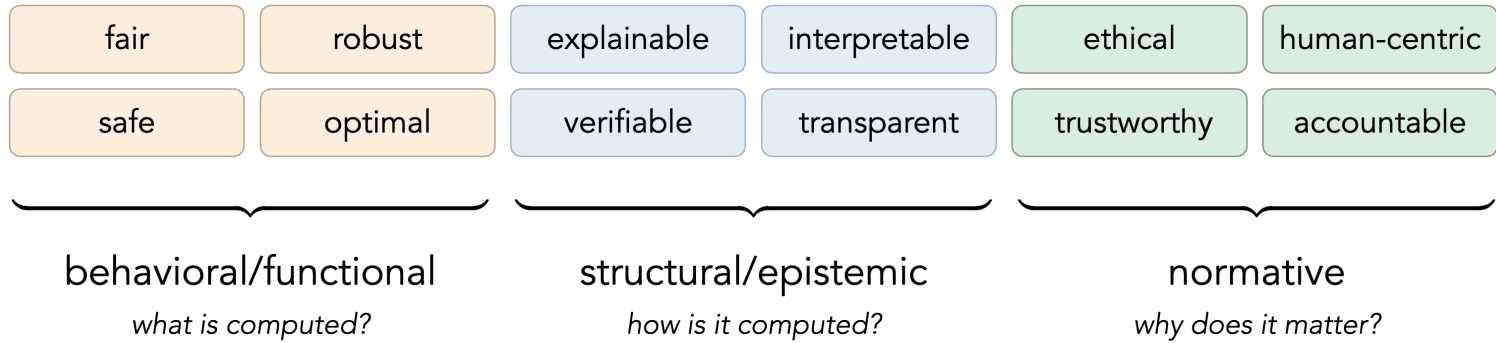 fair robust explainable interpretable ethical human-centric
safe optimal verifiable transparent trustworthy accountable
behavioral/functional structural/epistemic normative
what is computed? how is it computed? why does it matter?